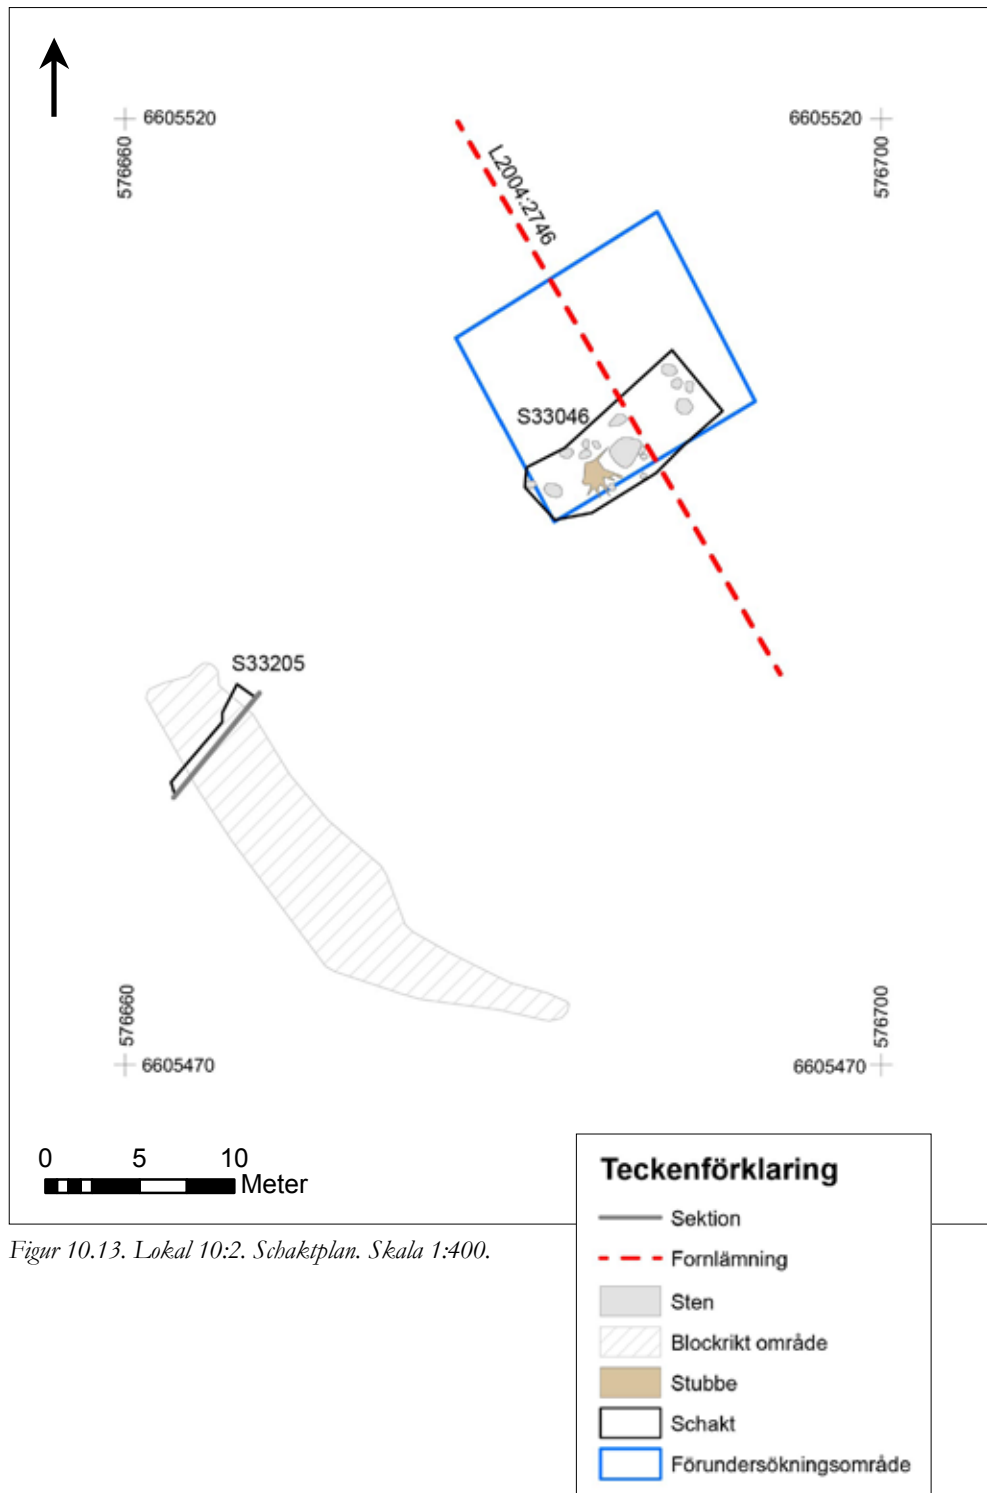 6605520
6605520
576660
576700
L2004:2746
S33046
S33205
576660
576700
6605470
6605470
0 5 10
Meter
Figur 10.13. Lokal 10:2. Schaktplan. Skala 1:400.
Teckenförklaring
Sektion
Fornlämning
Sten
Blockrikt område
Stubbe
Schakt
Förundersökningsområde